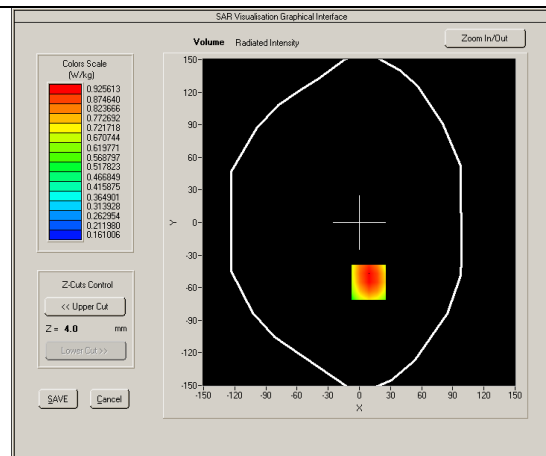 SAR Visualisation Graphical Interface
Volume Radiated Intensity
Zoom In/Out
Colors Scale
(W/kg)
0.925613
0.874640
0.823666
0.772692
0.721718
0.670744
0.619771
0.568797
0.517823
0.466849
0.415875
0.364901
0.313928
0.262954
0.211980
0.161006
Z-Cuts Control
<< Upper Cut
Z = 4.0 mm
Lower Cut >>
SAVE Cancel
150
120
90
60
30
0
-30
-60
-90
-120
-150
Y
-150 -120 -90 -60 -30 0 30 60 90 120 150
X